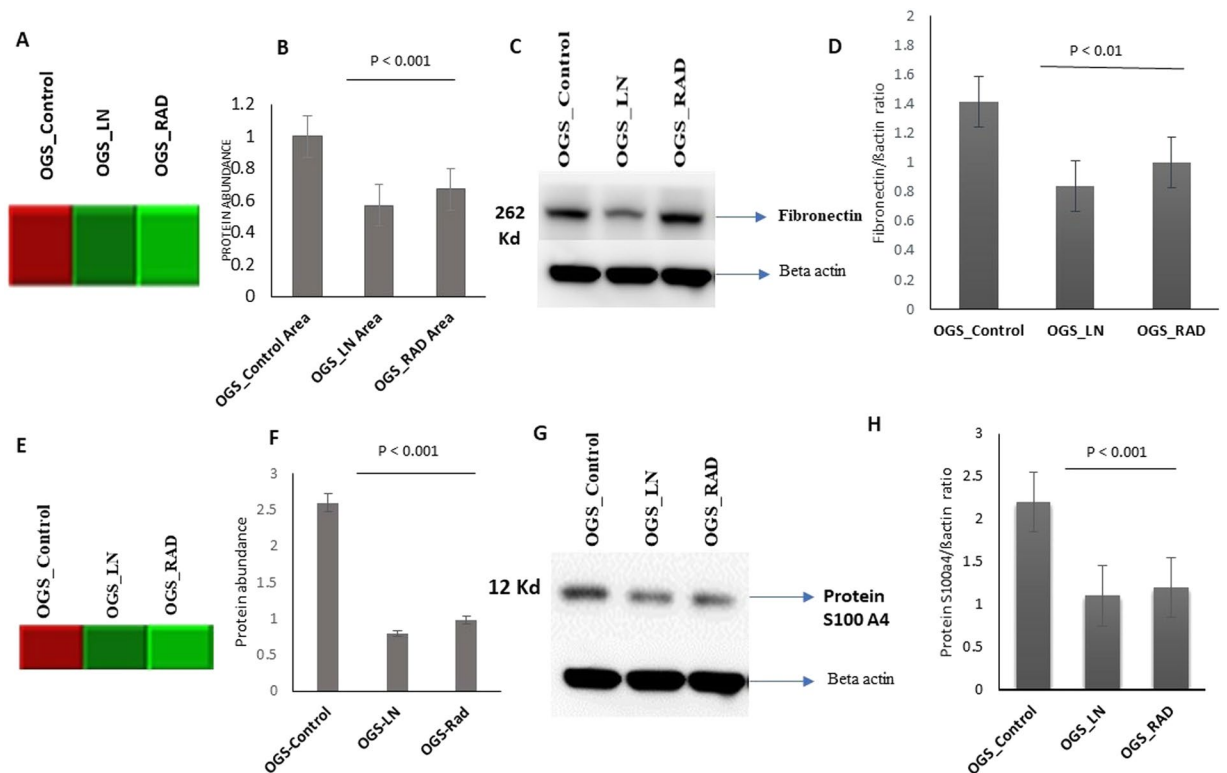 A
OGS_Control
OGS_LN
OGS_RAD
B
P < 0.001
PROTEIN ABUNDANCE
1.2
1
0.8
0.6
0.4
0.2
0
OGS_Control Area
OGS_LN Area
OGS_RAD Area
C
OGS_Control
OGS_LN
OGS_RAD
262
Kd
Fibronectin
Beta actin
D
P < 0.01
Fibronectin/ßactin ratio
2
1.8
1.6
1.4
1.2
1
0.8
0.6
0.4
0.2
0
OGS_Control
OGS_LN
OGS_RAD
E
OGS_Control
OGS_LN
OGS_RAD
F
P < 0.001
Protein abundance
3
2.5
2
1.5
1
0.5
0
OGS-Control
OGS-LN
OGS-Rad
G
OGS_Control
OGS_LN
OGS_RAD
12 Kd
Protein
S100 A4
Beta actin
H
P < 0.001
Protein S100a4/ßactin ratio
3
2.5
2
1.5
1
0.5
0
OGS_Control
OGS_LN
OGS_RAD